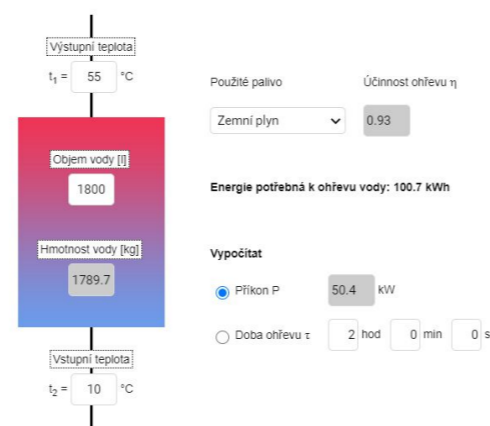 Výstupní teplota
t₁ = 55 °C
Použité palivo
Účinnost ohřevu η
Zemní plyn
0.93
Objem vody [l]
1800
Energie potřebná k ohřevu vody: 100.7 kWh
Hmotnost vody [kg]
1789.7
Vypočítat
Příkon P 50.4 kW
Doba ohřevu τ 2 hod 0 min 0 s
Vstupní teplota
t₂ = 10 °C